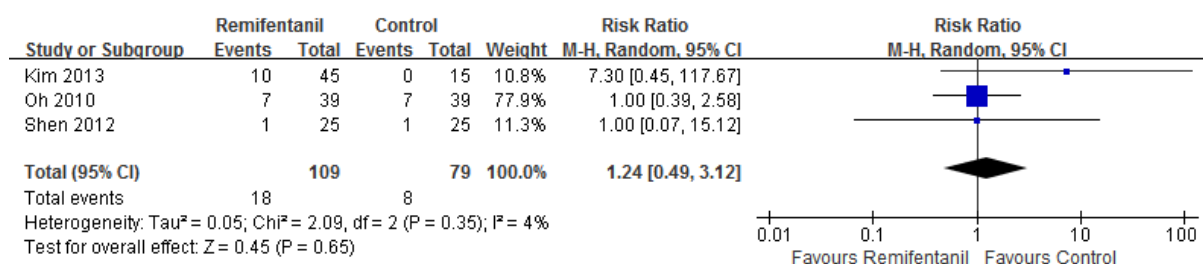 Remifentanil Control Risk Ratio Risk Ratio
Study or Subgroup Events Total Events Total Weight M-H, Random, 95% CI M-H, Random, 95% CI
Kim 2013 10 45 0 15 10.8% 7.30 [0.45, 117.67]
Oh 2010 7 39 7 39 77.9% 1.00 [0.39, 2.58]
Shen 2012 1 25 1 25 11.3% 1.00 [0.07, 15.12]
Total (95% CI) 109 79 100.0% 1.24 [0.49, 3.12]
Total events 18 8
Heterogeneity: Tau² = 0.05; Chi² = 2.09, df = 2 (P = 0.35); I² = 4%
Test for overall effect: Z = 0.45 (P = 0.65)
0.01 0.1 1 10 100
Favours Remifentanil Favours Control